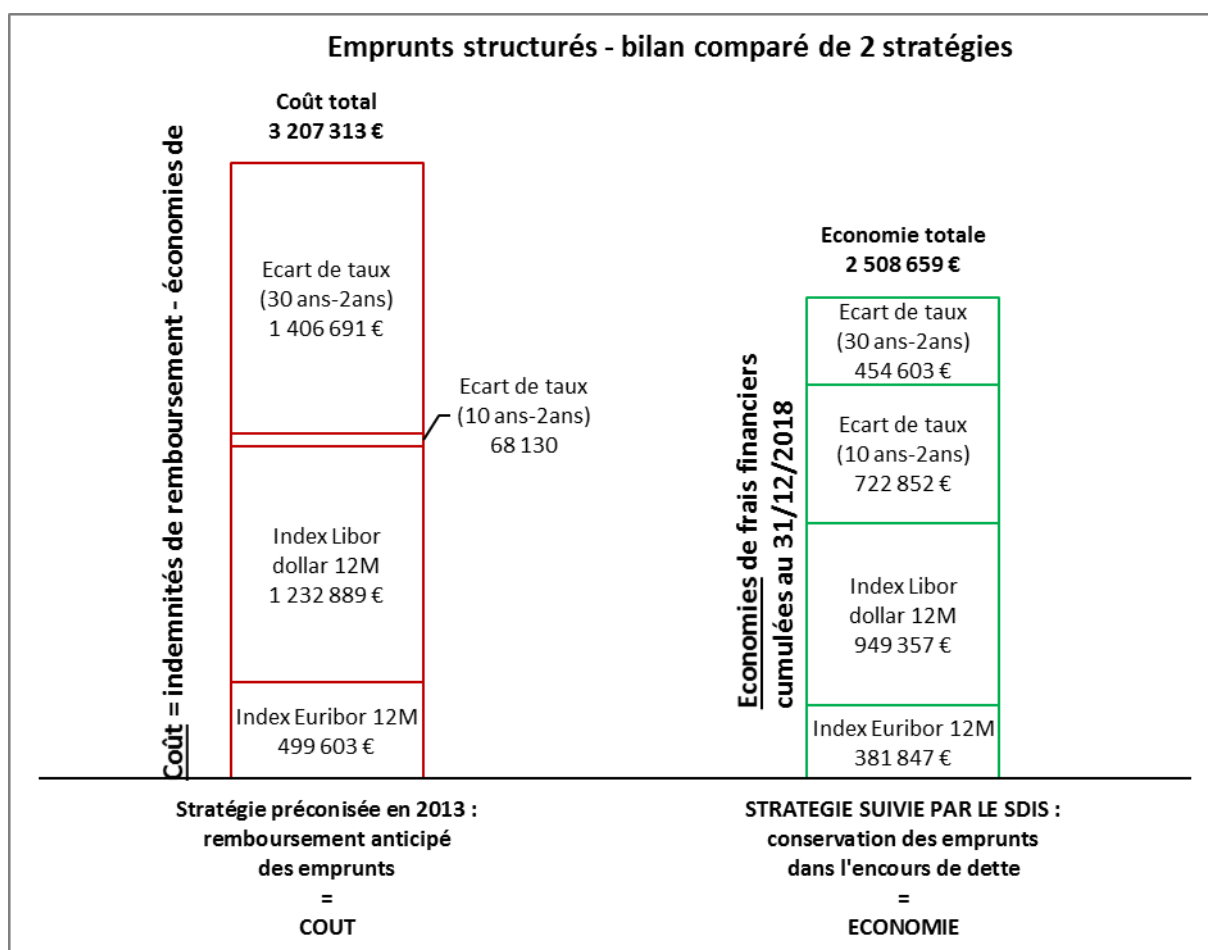 Emprunts structurés - bilan comparé de 2 stratégies
Coût total
3 207 313 €
Coût = indemnités de remboursement - économies de
Ecart de taux
(30 ans-2ans)
1 406 691 €
Ecart de taux
(10 ans-2ans)
68 130
Index Libor
dollar 12M
1 232 889 €
Index Euribor 12M
499 603 €
Stratégie préconisée en 2013 :
remboursement anticipé
des emprunts
=
COUT
Economie totale
2 508 659 €
Economies de frais financiers
cumulées au 31/12/2018
Ecart de taux
(30 ans-2ans)
454 603 €
Ecart de taux
(10 ans-2ans)
722 852 €
Index Libor
dollar 12M
949 357 €
Index Euribor 12M
381 847 €
STRATEGIE SUIVIE PAR LE SDIS :
conservation des emprunts
dans l'encours de dette
=
ECONOMIE